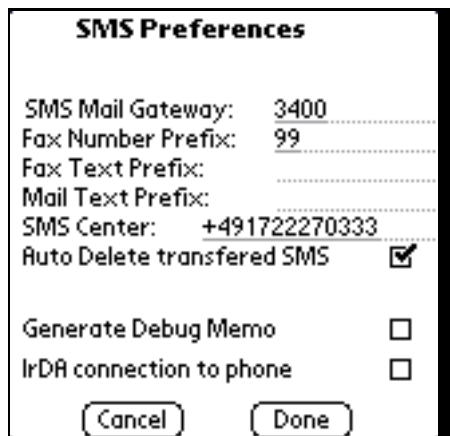 SMS Preferences
SMS Mail Gateway: 3400
Fax Number Prefix: 99
Fax Text Prefix:
Mail Text Prefix:
SMS Center: +491722270333
Auto Delete transfered SMS
Generate Debug Memo
IrDA connection to phone
Cancel Done